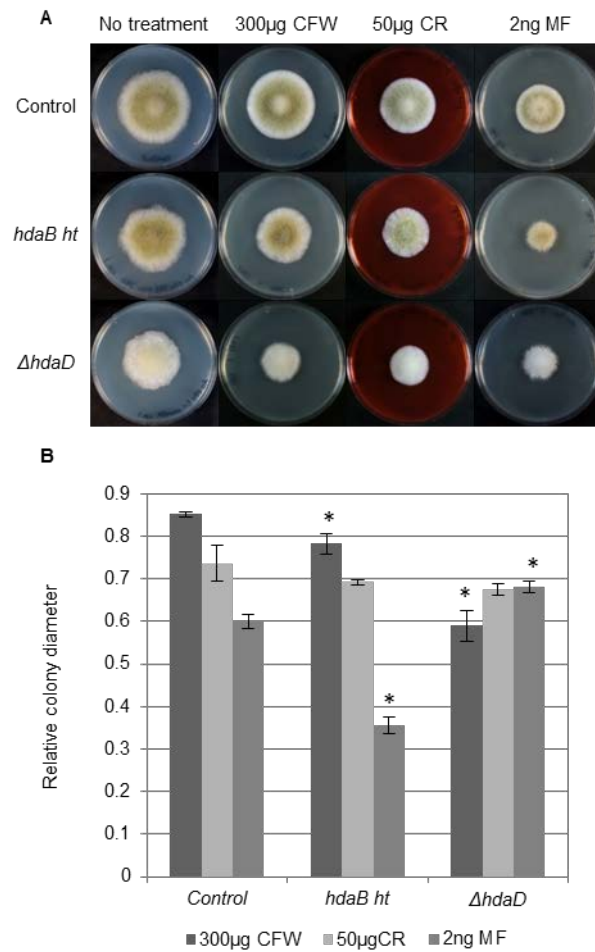 A
No treatment 300µg CFW 50µg CR 2ng MF
Control
hdaB ht
ΔhdaD
B
Relative colony diameter
0.9
0.8
0.7
0.6
0.5
0.4
0.3
0.2
0.1
0
*
*
*
*
Control hdaB ht ΔhdaD
300µg CFW 50µgCR 2ng MF